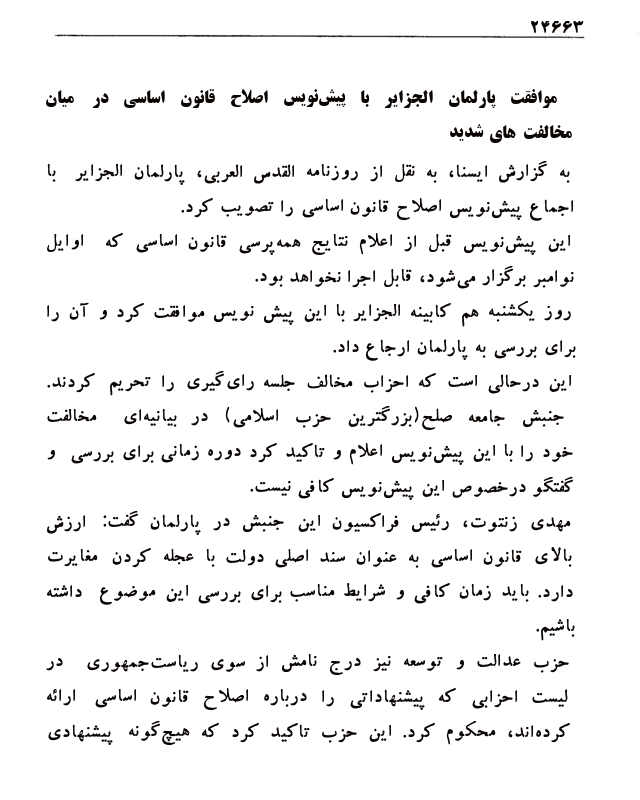 ۲۴۶۶۳
موافقت پارلمان الجزایر با پیش‌نویس اصلاح قانون اساسی در میان
مخالفت های شدید
به گزارش ایسنا، به نقل از روزنامه القدس العربی، پارلمان الجزایر با
اجماع پیش‌نویس اصلاح قانون اساسی را تصویب کرد.
این پیش‌نویس قبل از اعلام نتایج همه‌پرسی قانون اساسی که اوایل
نوامبر برگزار می‌شود، قابل اجرا نخواهد بود.
روز یکشنبه هم کابینه الجزایر با این پیش نویس موافقت کرد و آن را
برای بررسی به پارلمان ارجاع داد.
این درحالی است که احزاب مخالف جلسه رای‌گیری را تحریم کردند.
جنبش جامعه صلح(بزرگترین حزب اسلامی) در بیانیه‌ای مخالفت
خود را با این پیش‌نویس اعلام و تاکید کرد دوره زمانی برای بررسی و
گفتگو درخصوص این پیش‌نویس کافی نیست.
مهدی زنتوت، رئیس فراکسیون این جنبش در پارلمان گفت: ارزش
بالای قانون اساسی به عنوان سند اصلی دولت با عجله کردن مغایرت
دارد. باید زمان کافی و شرایط مناسب برای بررسی این موضوع داشته
باشیم.
حزب عدالت و توسعه نیز درج نامش از سوی ریاست‌جمهوری در
لیست احزابی که پیشنهاداتی را درباره اصلاح قانون اساسی ارائه
کرده‌اند، محکوم کرد. این حزب تاکید کرد که هیچ‌گونه پیشنهادی